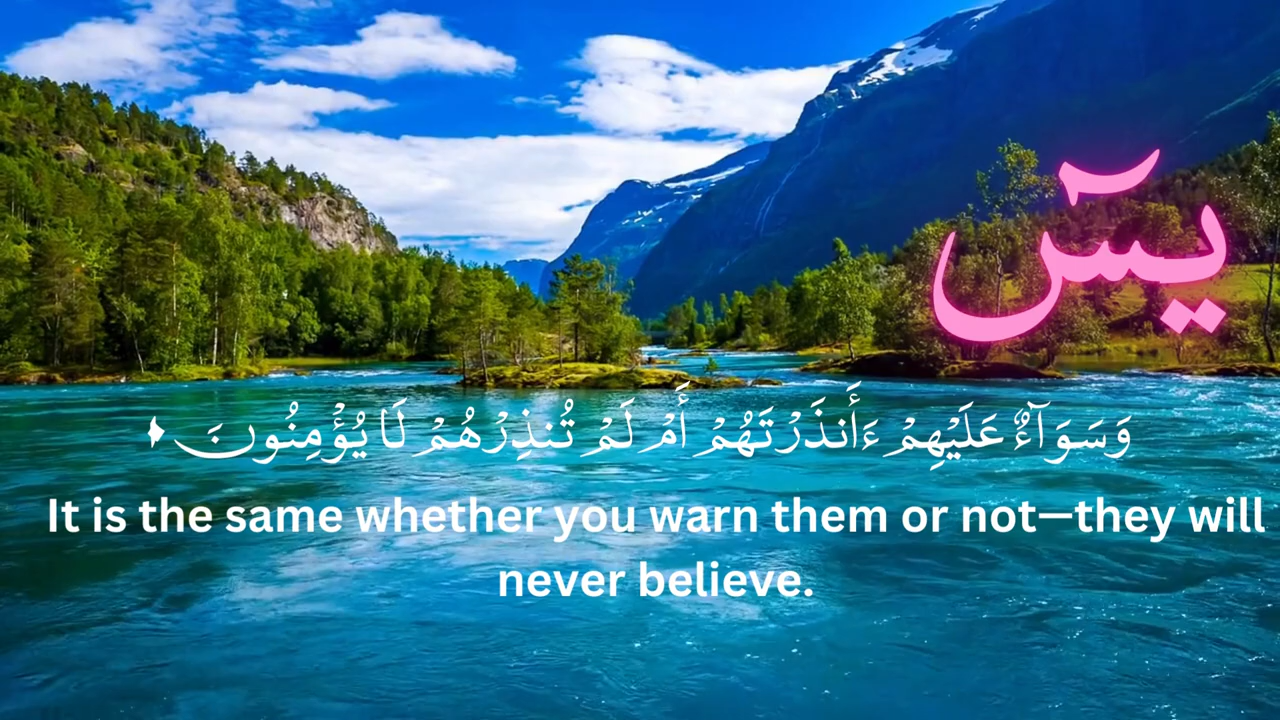 يسٓ
وَسَوَآءٌ عَلَيْهِمْ ءَأَنذَرْتَهُمْ أَمْ لَمْ تُنذِرْهُمْ لَا يُؤْمِنُونَ
It is the same whether you warn them or not—they will
never believe.